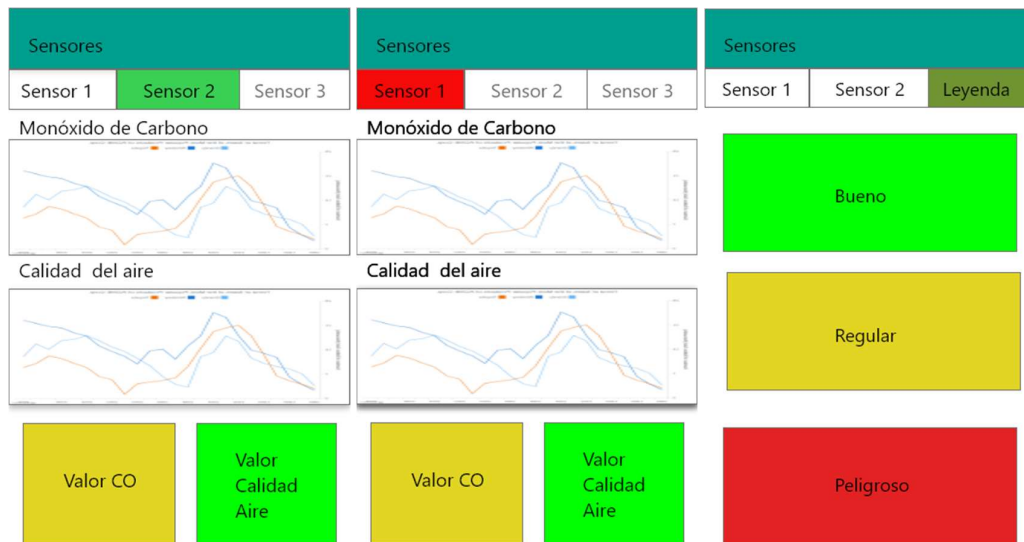 Sensores
Sensor 1 Sensor 2 Sensor 3
Monóxido de Carbono
Calidad del aire
Valor CO
Valor
Calidad
Aire
Sensores
Sensor 1 Sensor 2 Sensor 3
Monóxido de Carbono
Calidad del aire
Valor CO
Valor
Calidad
Aire
Sensores
Sensor 1 Sensor 2 Leyenda
Bueno
Regular
Peligroso